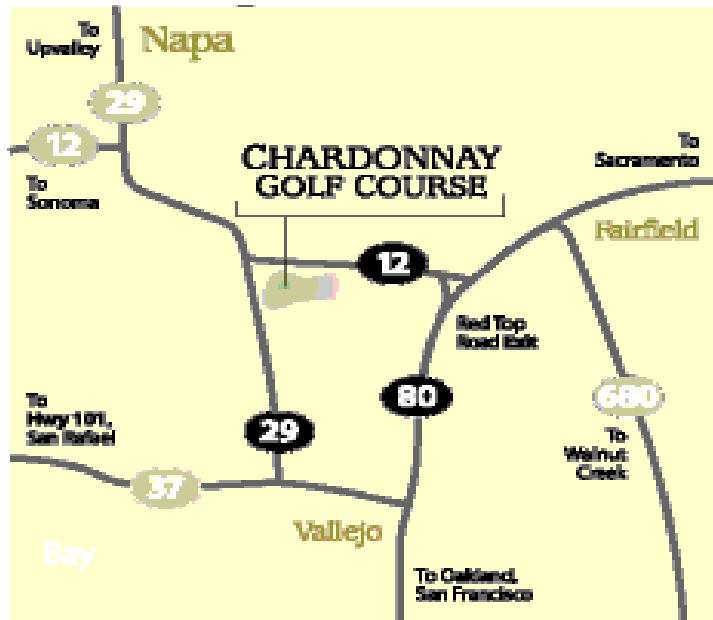 To
Upvalley
Napa
29
12
To
Sonoma
CHARDONNAY
GOLF COURSE
To
Sacramento
Fairfield
12
Red Top
Road Exit
80
680
To
Hwy 101,
San Rafael
29
To
Walnut
Creek
37
Vallejo
Bay
To Oakland,
San Francisco